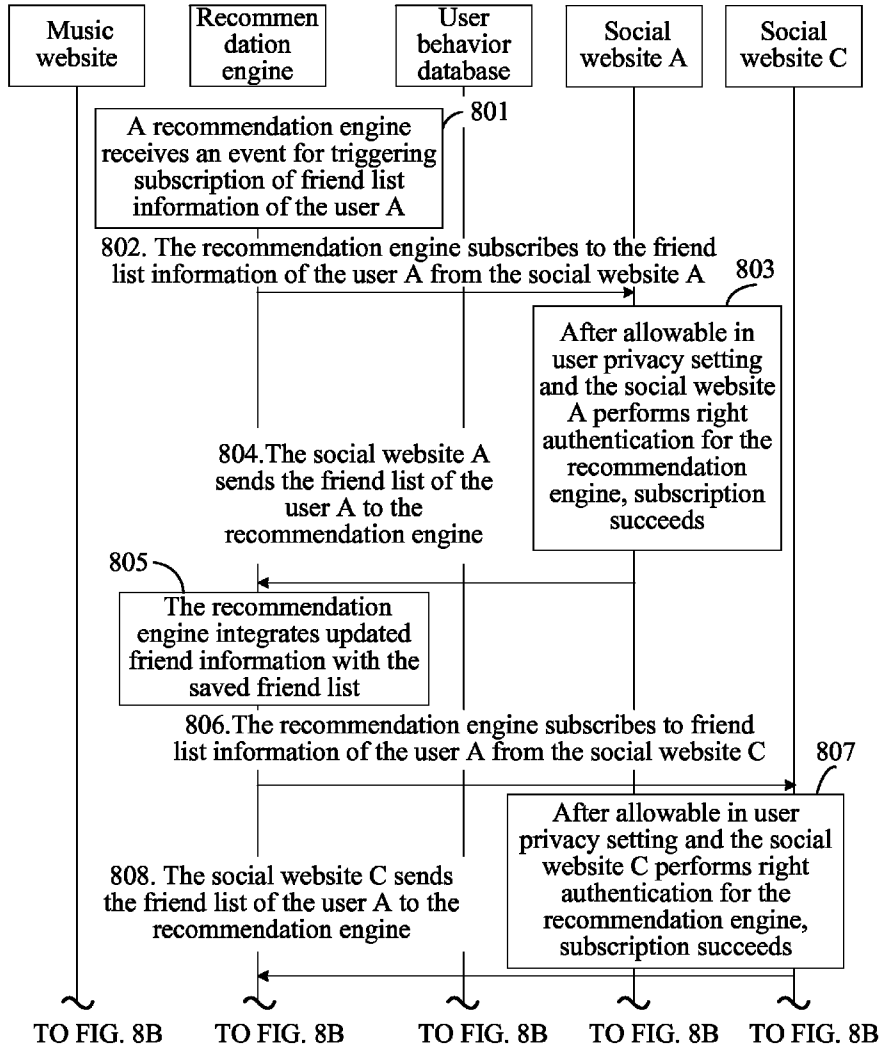 Music
website
Recommen
dation
engine
User
behavior
database
Social
website A
Social
website C
801
A recommendation engine
receives an event for triggering
subscription of friend list
information of the user A
802. The recommendation engine subscribes to the friend
list information of the user A from the social website A
803
After allowable in
user privacy setting
and the social website
A performs right
authentication for the
recommendation
engine, subscription
succeeds
804.The social website A
sends the friend list of the
user A to the
recommendation engine
805
The recommendation
engine integrates updated
friend information with the
saved friend list
806.The recommendation engine subscribes to friend
list information of the user A from the social website C
807
After allowable in user
privacy setting and the social
website C performs right
authentication for the
recommendation engine,
subscription succeeds
808. The social website C sends
the friend list of the user A to the
recommendation engine
TO FIG. 8B
TO FIG. 8B
TO FIG. 8B
TO FIG. 8B
TO FIG. 8B